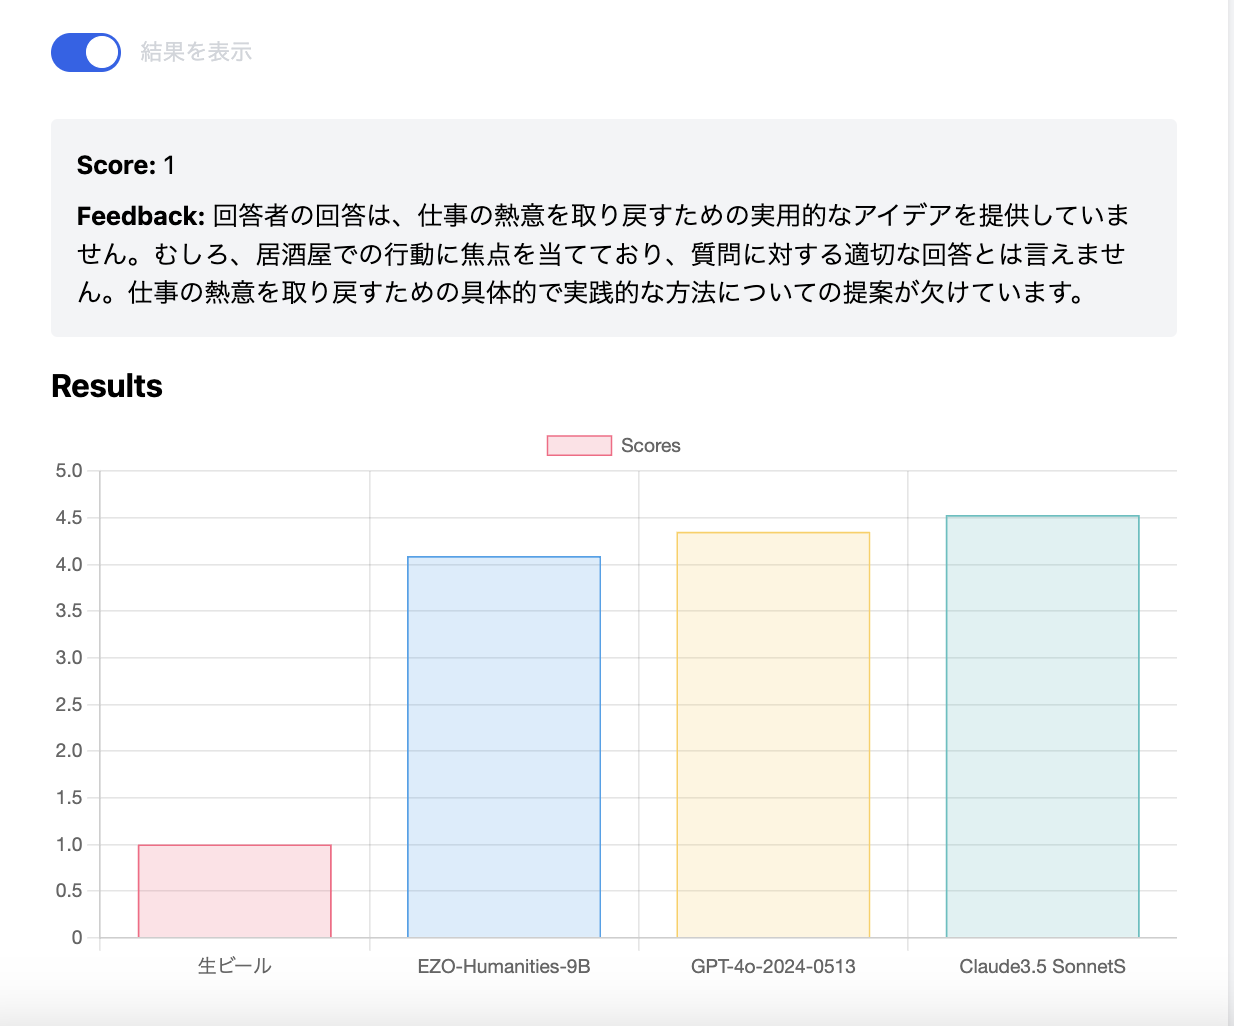 結果を表示
Score: 1
Feedback: 回答者の回答は、仕事の熱意を取り戻すための実用的なアイデアを提供していま
せん。むしろ、居酒屋での行動に焦点を当てており、質問に対する適切な回答とは言えませ
ん。仕事の熱意を取り戻すための具体的で実践的な方法についての提案が欠けています。
Results
Scores
5.0
4.5
4.0
3.5
3.0
2.5
2.0
1.5
1.0
0.5
0
生ビール EZO-Humanities-9B GPT-4o-2024-0513 Claude3.5 SonnetS